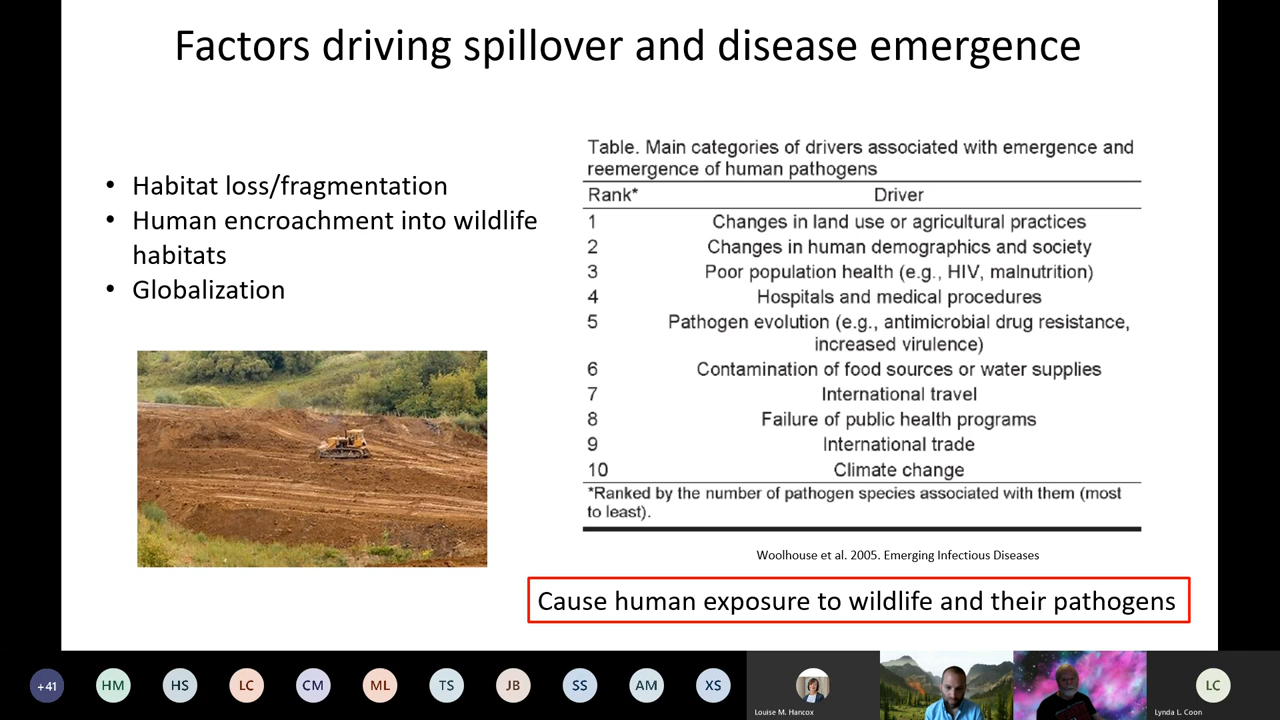 Factors driving spillover and disease emergence
• Habitat loss/fragmentation
• Human encroachment into wildlife
habitats
• Globalization
Table. Main categories of drivers associated with emergence and
reemergence of human pathogens
Rank* Driver
1 Changes in land use or agricultural practices
2 Changes in human demographics and society
3 Poor population health (e.g., HIV, malnutrition)
4 Hospitals and medical procedures
5 Pathogen evolution (e.g., antimicrobial drug resistance,
increased virulence)
6 Contamination of food sources or water supplies
7 International travel
8 Failure of public health programs
9 International trade
10 Climate change
*Ranked by the number of pathogen species associated with them (most
to least).
Woolhouse et al. 2005. Emerging Infectious Diseases
Cause human exposure to wildlife and their pathogens
+41 HM HS LC CM ML TS JB SS AM XS LC
Louise M. Hancox Lynda L. Coon